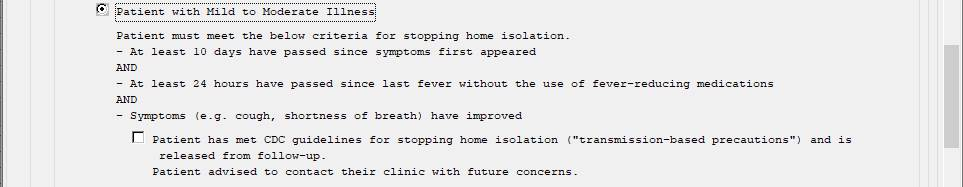 Patient with Mild to Moderate Illness
Patient must meet the below criteria for stopping home isolation.
- At least 10 days have passed since symptoms first appeared
AND
- At least 24 hours have passed since last fever without the use of fever-reducing medications
AND
- Symptoms (e.g. cough, shortness of breath) have improved
Patient has met CDC guidelines for stopping home isolation ("transmission-based precautions") and is
released from follow-up.
Patient advised to contact their clinic with future concerns.